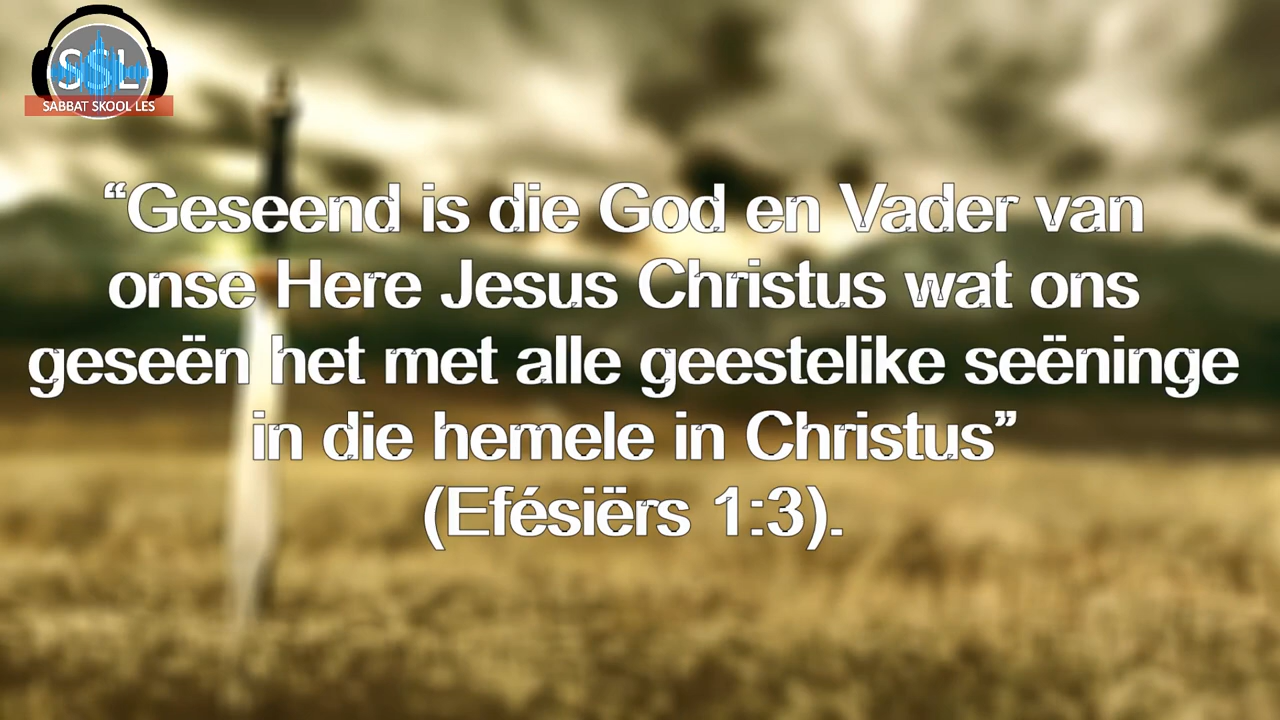 SSL
SABBAT SKOOL LES
“Geseend is die God en Vader van
onse Here Jesus Christus wat ons
geseën het met alle geestelike seëninge
in die hemele in Christus”
(Efésiërs 1:3).